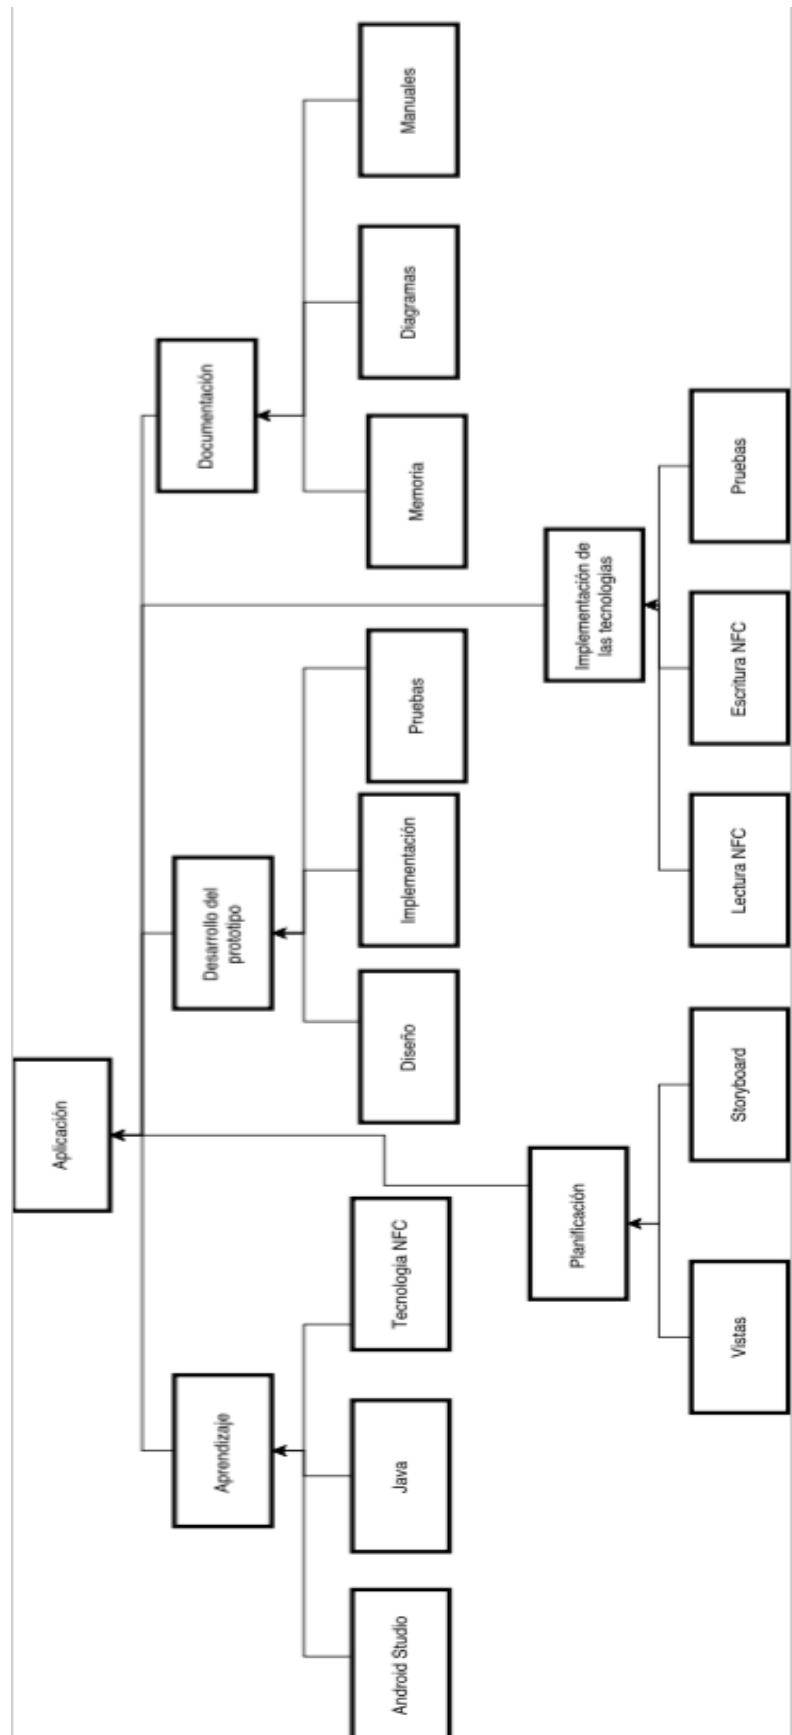 Aplicación
Aprendizaje
Desarrollo del
prototipo
Documentación
Android Studio
Java
Tecnologia NFC
Diseño
Implementación
Pruebas
Memoria
Diagramas
Manuales
Planificación
Implementación de
las tecnologías
Vistas
Storyboard
Lectura NFC
Escritura NFC
Pruebas